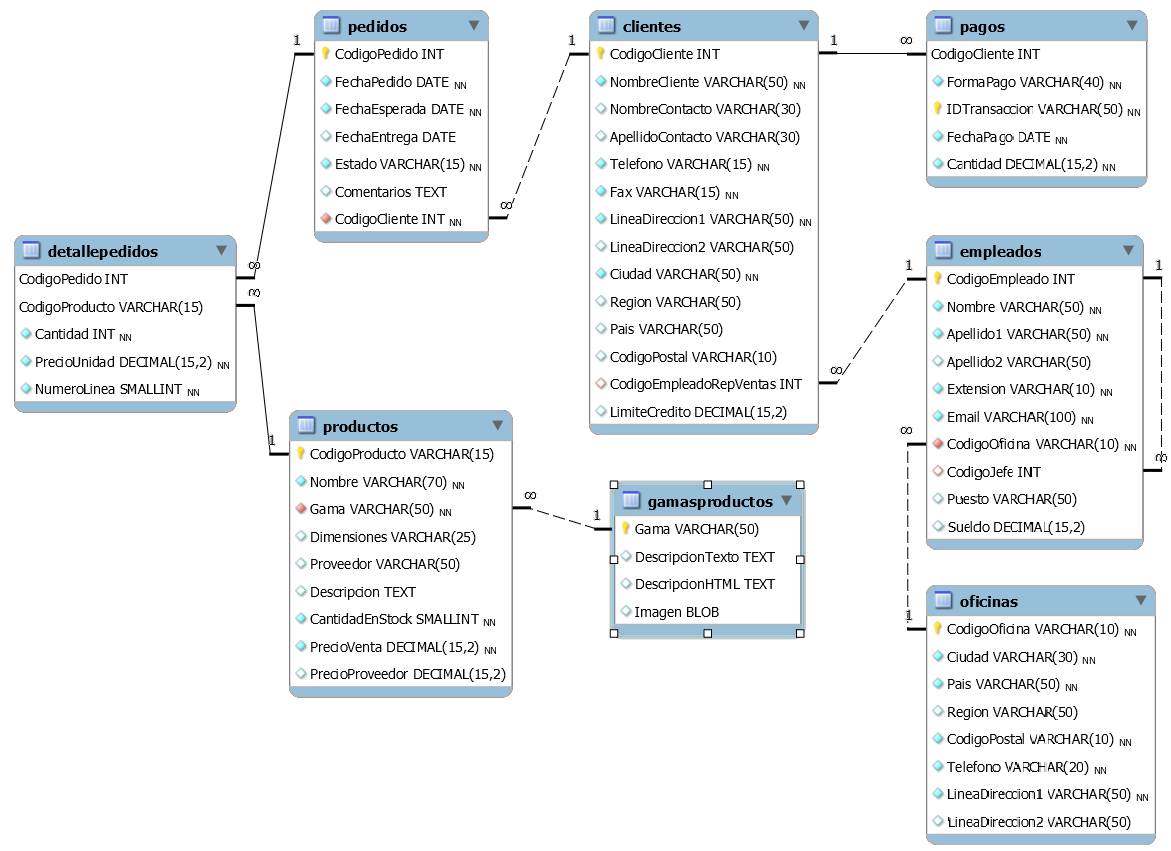 pedidos
CodigoPedido INT
FechaPedido DATE NN
FechaEsperada DATE NN
FechaEntrega DATE
Estado VARCHAR(15) NN
Comentarios TEXT
CodigoCliente INT NN
clientes
CodigoCliente INT
NombreCliente VARCHAR(50) NN
NombreContacto VARCHAR(30)
ApellidoContacto VARCHAR(30)
Telefono VARCHAR(15) NN
Fax VARCHAR(15) NN
LineaDireccion1 VARCHAR(50) NN
LineaDireccion2 VARCHAR(50)
Ciudad VARCHAR(50) NN
Region VARCHAR(50)
Pais VARCHAR(50)
CodigoPostal VARCHAR(10)
CodigoEmpleadoRepVentas INT
LimiteCredito DECIMAL(15,2)
pagos
CodigoCliente INT
FormaPago VARCHAR(40) NN
IDTransaccion VARCHAR(50) NN
FechaPago DATE NN
Cantidad DECIMAL(15,2) NN
detallepedidos
CodigoPedido INT
CodigoProducto VARCHAR(15)
Cantidad INT NN
PrecioUnidad DECIMAL(15,2) NN
NumeroLinea SMALLINT NN
empleados
CodigoEmpleado INT
Nombre VARCHAR(50) NN
Apellido1 VARCHAR(50) NN
Apellido2 VARCHAR(50)
Extension VARCHAR(10) NN
Email VARCHAR(100) NN
CodigoOficina VARCHAR(10) NN
CodigoJefe INT
Puesto VARCHAR(50)
Sueldo DECIMAL(15,2)
productos
CodigoProducto VARCHAR(15)
Nombre VARCHAR(70) NN
Gama VARCHAR(50) NN
Dimensiones VARCHAR(25)
Proveedor VARCHAR(50)
Descripcion TEXT
CantidadEnStock SMALLINT NN
PrecioVenta DECIMAL(15,2) NN
PrecioProveedor DECIMAL(15,2)
gamasproductos
Gama VARCHAR(50)
DescripcionTexto TEXT
DescripcionHTML TEXT
Imagen BLOB
oficinas
CodigoOficina VARCHAR(10) NN
Ciudad VARCHAR(30) NN
Pais VARCHAR(50) NN
Region VARCHAR(50)
CodigoPostal VARCHAR(10) NN
Telefono VARCHAR(20) NN
LineaDireccion1 VARCHAR(50) NN
LineaDireccion2 VARCHAR(50)
1
∞
1
∞
1
∞
1
∞
1
∞
1
∞
1
∞
1
∞